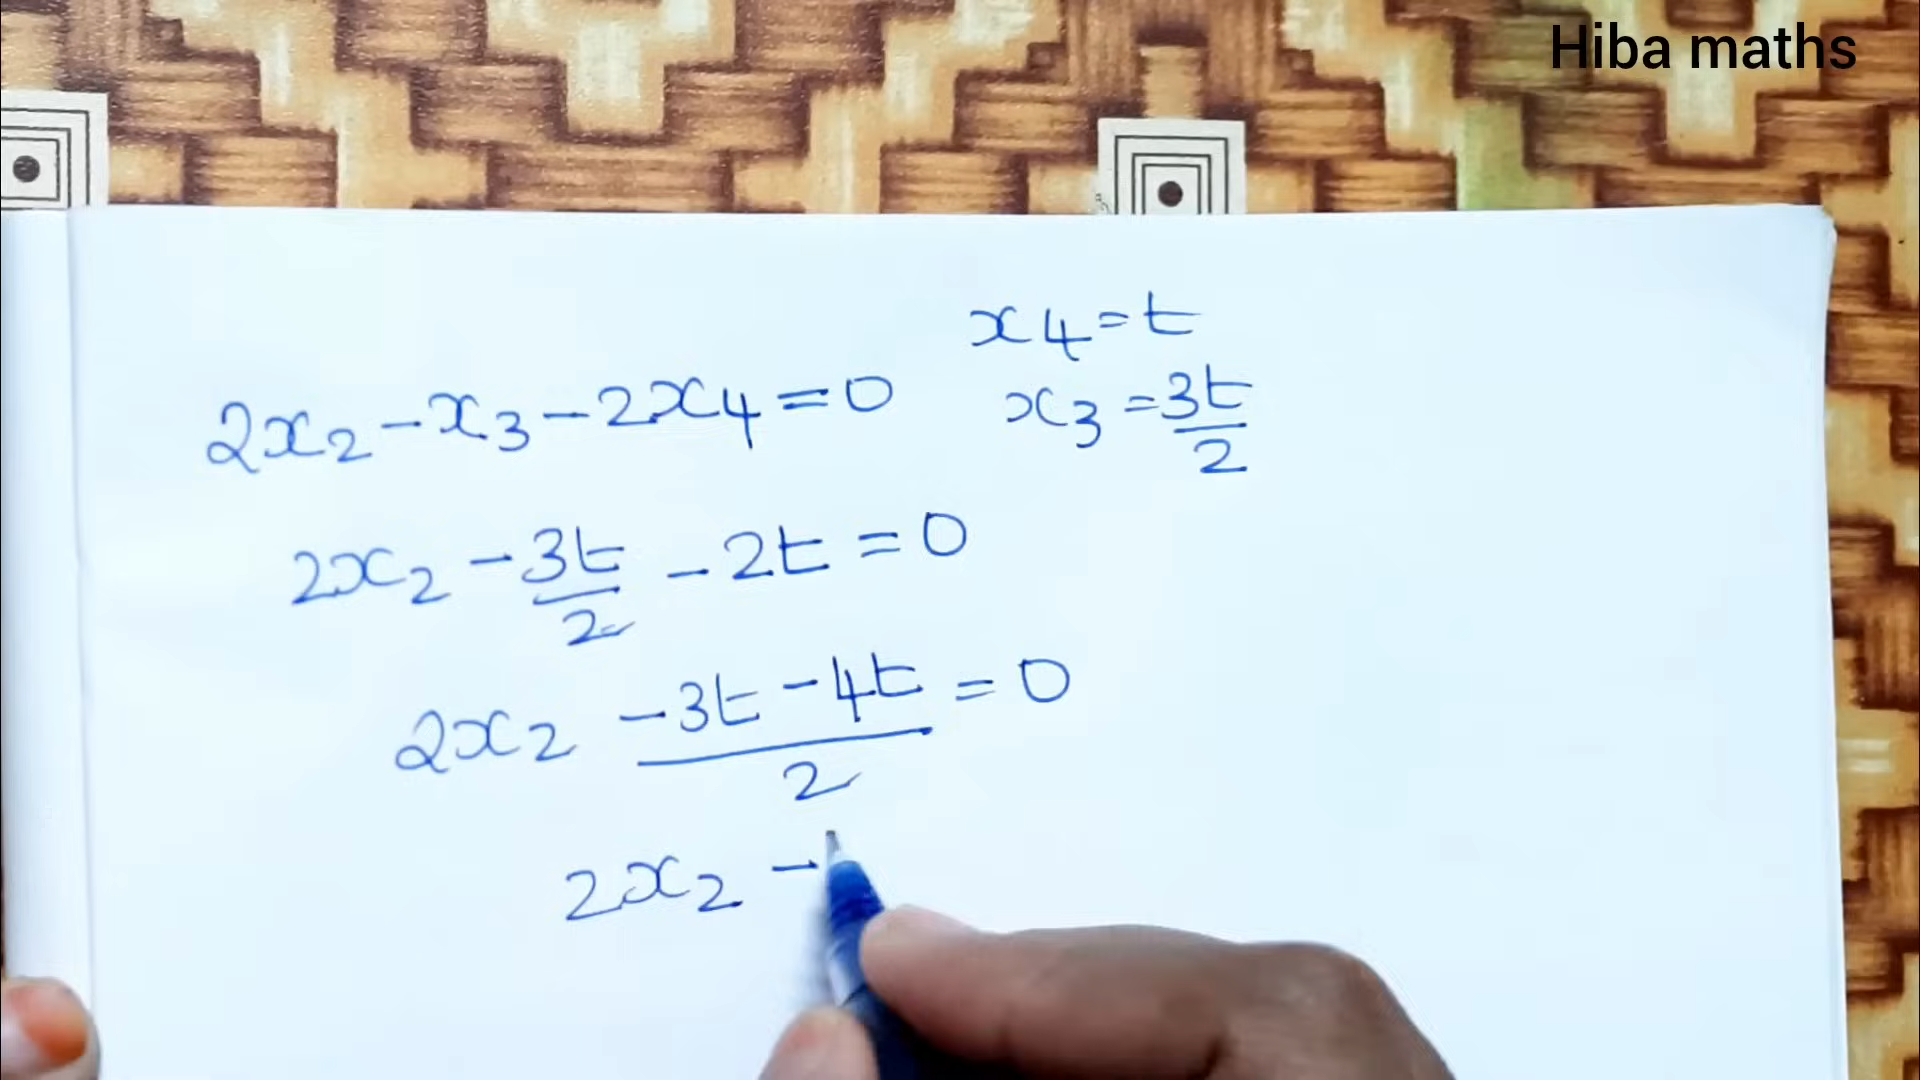 Hiba maths
x₄ = t
2x₂ - x₃ - 2x₄ = 0
x₃ = 3t/2
2x₂ - 3t/2 - 2t = 0
2x₂ (-3t - 4t)/2 = 0
2x₂ -